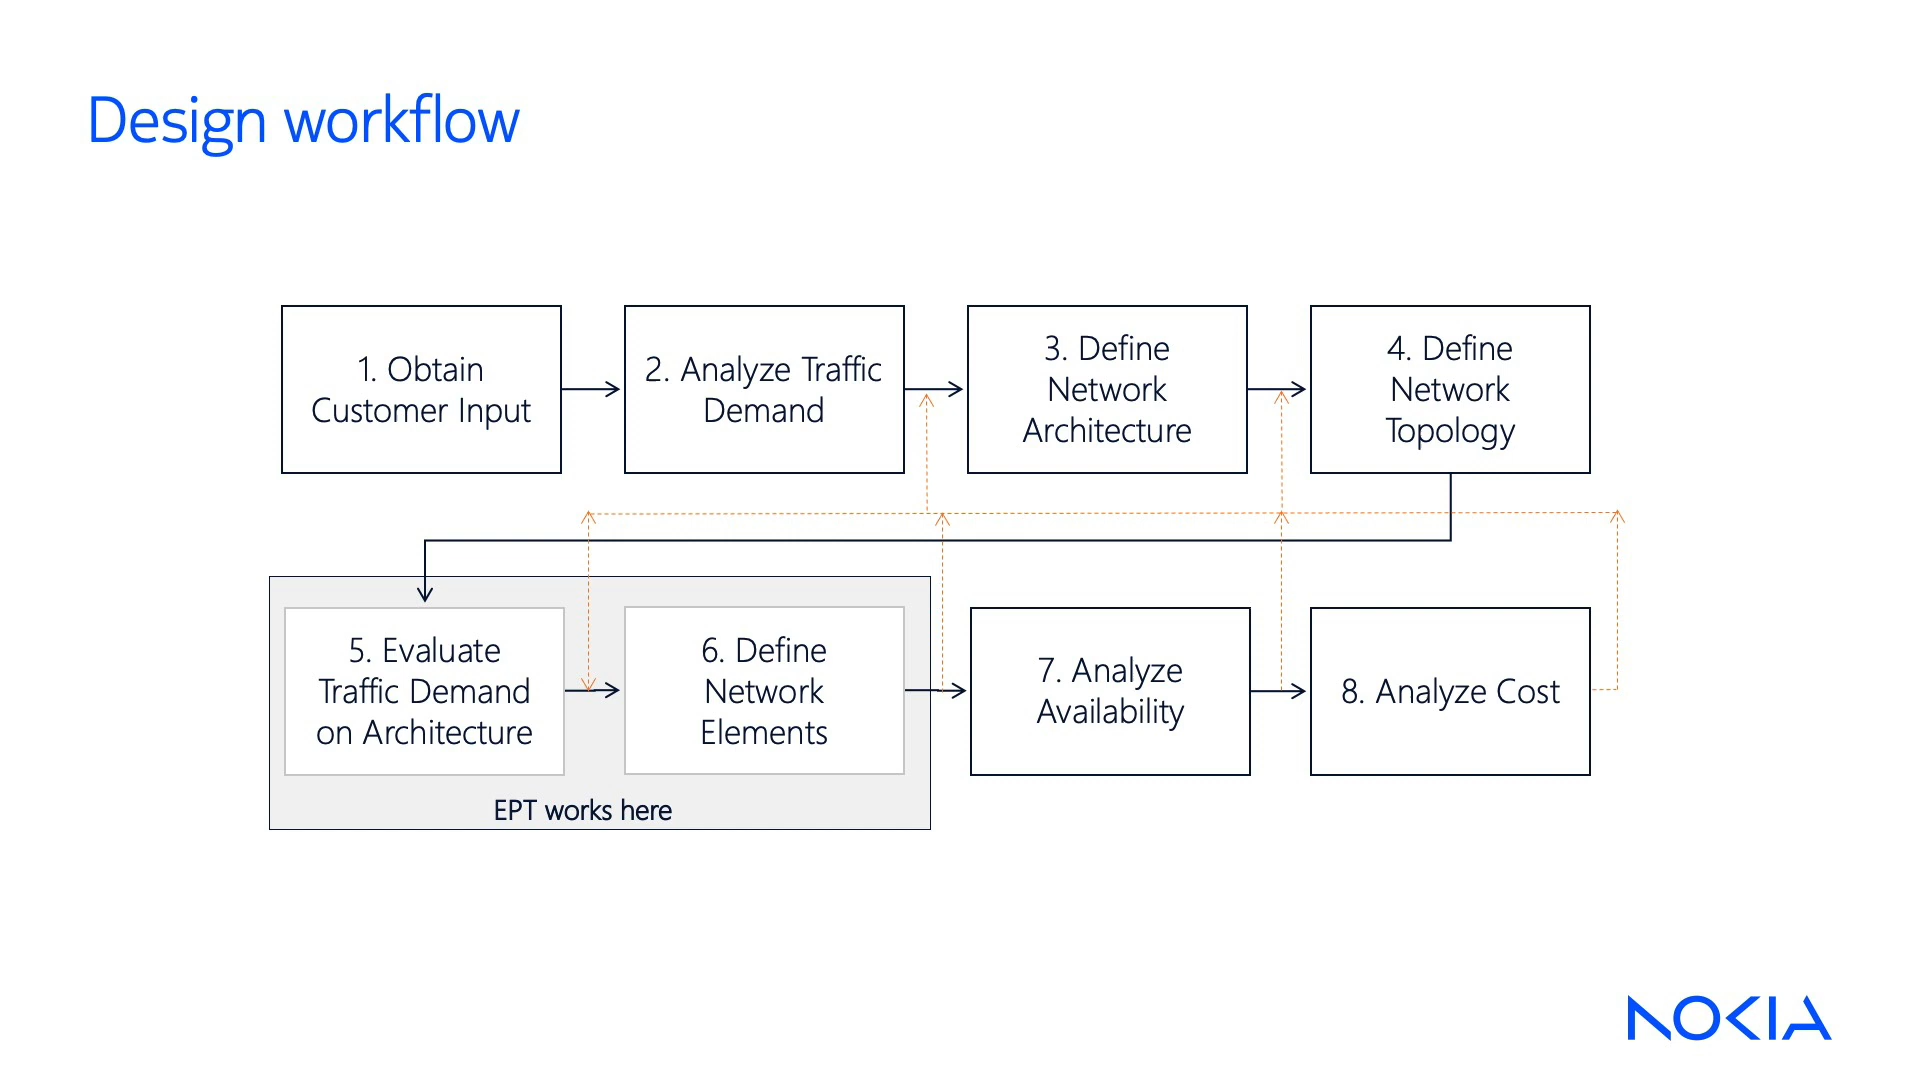 Design workflow
1. Obtain
Customer Input
2. Analyze Traffic
Demand
3. Define
Network
Architecture
4. Define
Network
Topology
5. Evaluate
Traffic Demand
on Architecture
6. Define
Network
Elements
7. Analyze
Availability
8. Analyze Cost
EPT works here
NOKIA